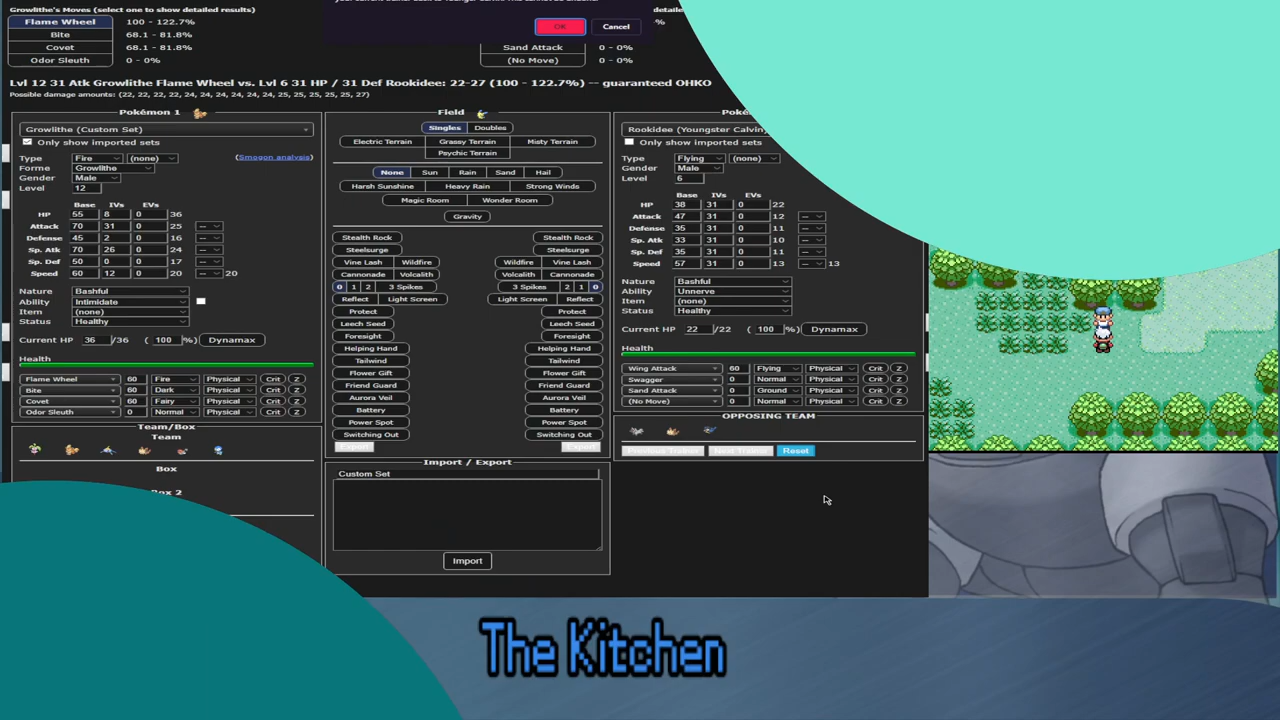 Growlithe's Moves (select one to show detailed results)
Flame Wheel 100 - 122.7%
Bite 68.1 - 81.8%
Covet 68.1 - 81.8%
Odor Sleuth 0 - 0%
OK Cancel
Sand Attack 0 - 0%
(No Move) 0 - 0%
Lvl 12 31 Atk Growlithe Flame Wheel vs. Lvl 6 31 HP / 31 Def Rookidee: 22-27 (100 - 122.7%) -- guaranteed OHKO
Possible damage amounts: (22, 22, 22, 22, 24, 24, 24, 24, 24, 24, 25, 25, 25, 25, 25, 27)
Pokémon 1
Growlithe (Custom Set)
Only show imported sets
Type Fire (none) (Smogon analysis)
Forme Growlithe
Gender Male
Level 12
Base IVs EVs
HP 55 8 0 36
Attack 70 31 0 25 --
Defense 45 2 0 16 --
Sp. Atk 70 26 0 24 --
Sp. Def 50 0 0 17 --
Speed 60 12 0 20 -- 20
Nature Bashful
Ability Intimidate
Item (none)
Status Healthy
Current HP 36 /36 ( 100 %) Dynamax
Health
Flame Wheel 60 Fire Physical Crit Z
Bite 60 Dark Physical Crit Z
Covet 60 Fairy Physical Crit Z
Odor Sleuth 0 Normal Physical Crit Z
Team/Box
Team
Box
Box 2
Field
Singles Doubles
Electric Terrain Grassy Terrain Misty Terrain
Psychic Terrain
None Sun Rain Sand Hail
Harsh Sunshine Heavy Rain Strong Winds
Magic Room Wonder Room
Gravity
Stealth Rock Stealth Rock
Steelsurge Steelsurge
Vine Lash Wildfire Wildfire Vine Lash
Cannonade Volcalith Volcalith Cannonade
0 1 2 3 Spikes 3 Spikes 2 1 0
Reflect Light Screen Light Screen Reflect
Protect Protect
Leech Seed Leech Seed
Foresight Foresight
Helping Hand Helping Hand
Tailwind Tailwind
Flower Gift Flower Gift
Friend Guard Friend Guard
Aurora Veil Aurora Veil
Battery Battery
Power Spot Power Spot
Switching Out Switching Out
Export Export
Import / Export
Custom Set
Import
Rookidee (Youngster Calvin)
Only show imported sets
Type Flying (none)
Gender Male
Level 6
Base IVs EVs
HP 38 31 0 22
Attack 47 31 0 12 --
Defense 35 31 0 11 --
Sp. Atk 33 31 0 10 --
Sp. Def 35 31 0 11 --
Speed 57 31 0 13 -- 13
Nature Bashful
Ability Unnerve
Item (none)
Status Healthy
Current HP 22 /22 ( 100 %) Dynamax
Health
Wing Attack 60 Flying Physical Crit Z
Swagger 0 Normal Physical Crit Z
Sand Attack 0 Ground Physical Crit Z
(No Move) 0 Normal Physical Crit Z
OPPOSING TEAM
Previous Trainer Next Trainer Reset
The Kitchen